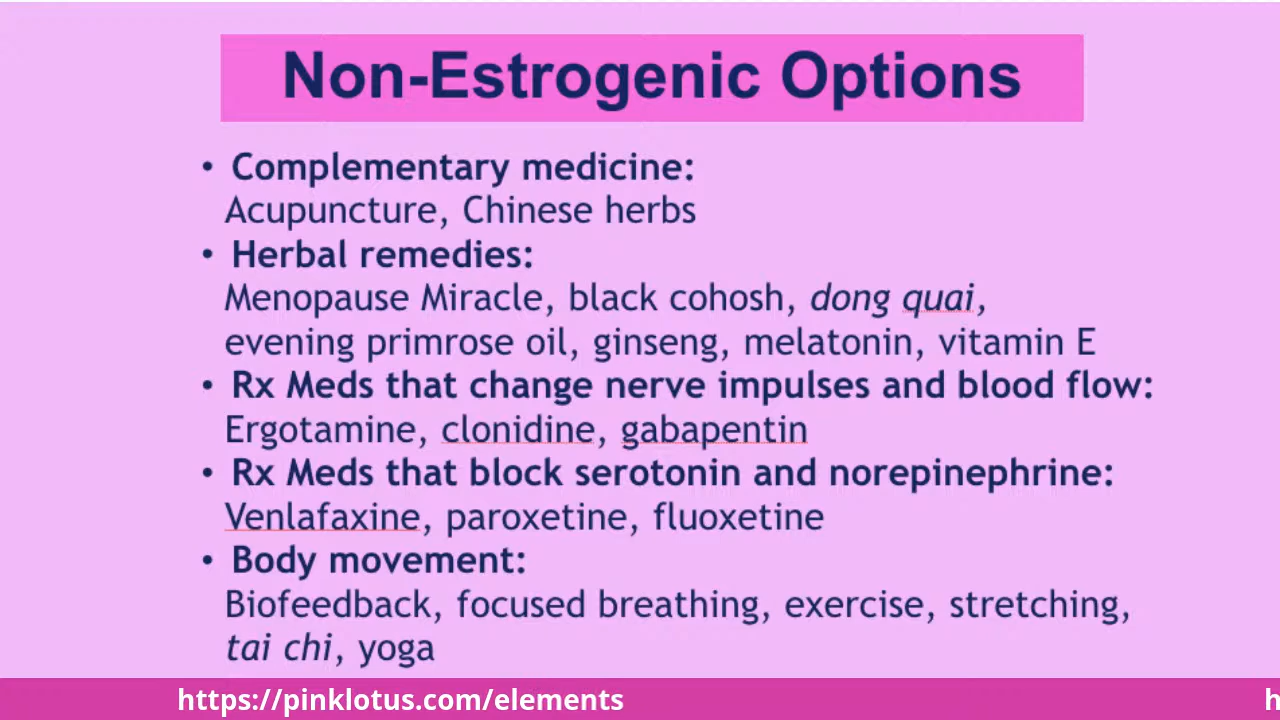 Non-Estrogenic Options
• Complementary medicine:
Acupuncture, Chinese herbs
• Herbal remedies:
Menopause Miracle, black cohosh, dong quai,
evening primrose oil, ginseng, melatonin, vitamin E
• Rx Meds that change nerve impulses and blood flow:
Ergotamine, clonidine, gabapentin
• Rx Meds that block serotonin and norepinephrine:
Venlafaxine, paroxetine, fluoxetine
• Body movement:
Biofeedback, focused breathing, exercise, stretching,
tai chi, yoga
https://pinklotus.com/elements